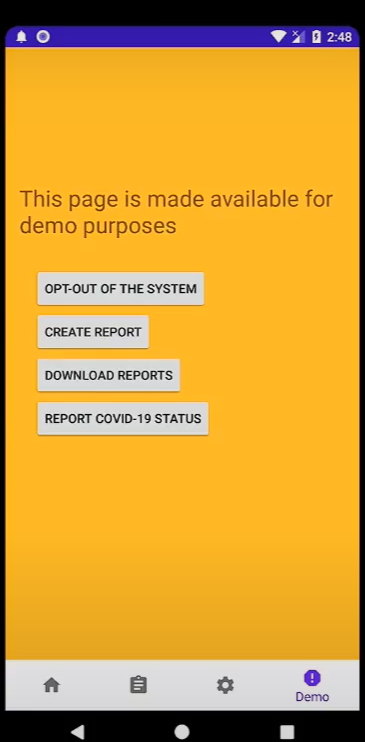 2:48
This page is made available for
demo purposes
OPT-OUT OF THE SYSTEM
CREATE REPORT
DOWNLOAD REPORTS
REPORT COVID-19 STATUS
Demo